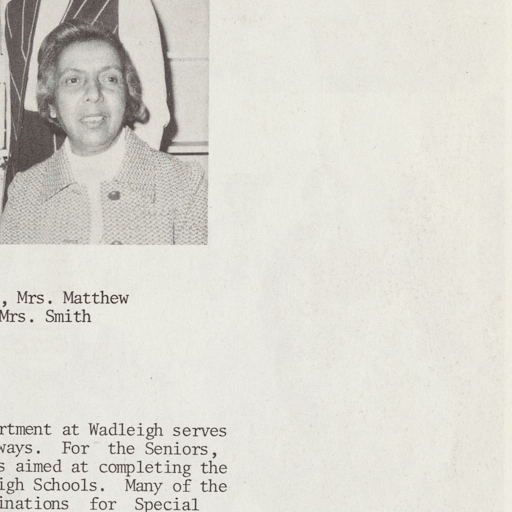 , Mrs. Matthew
Mrs. Smith
rtment at Wadleigh serves
ways. For the Seniors,
s aimed at completing the
igh Schools. Many of the
inations for Special